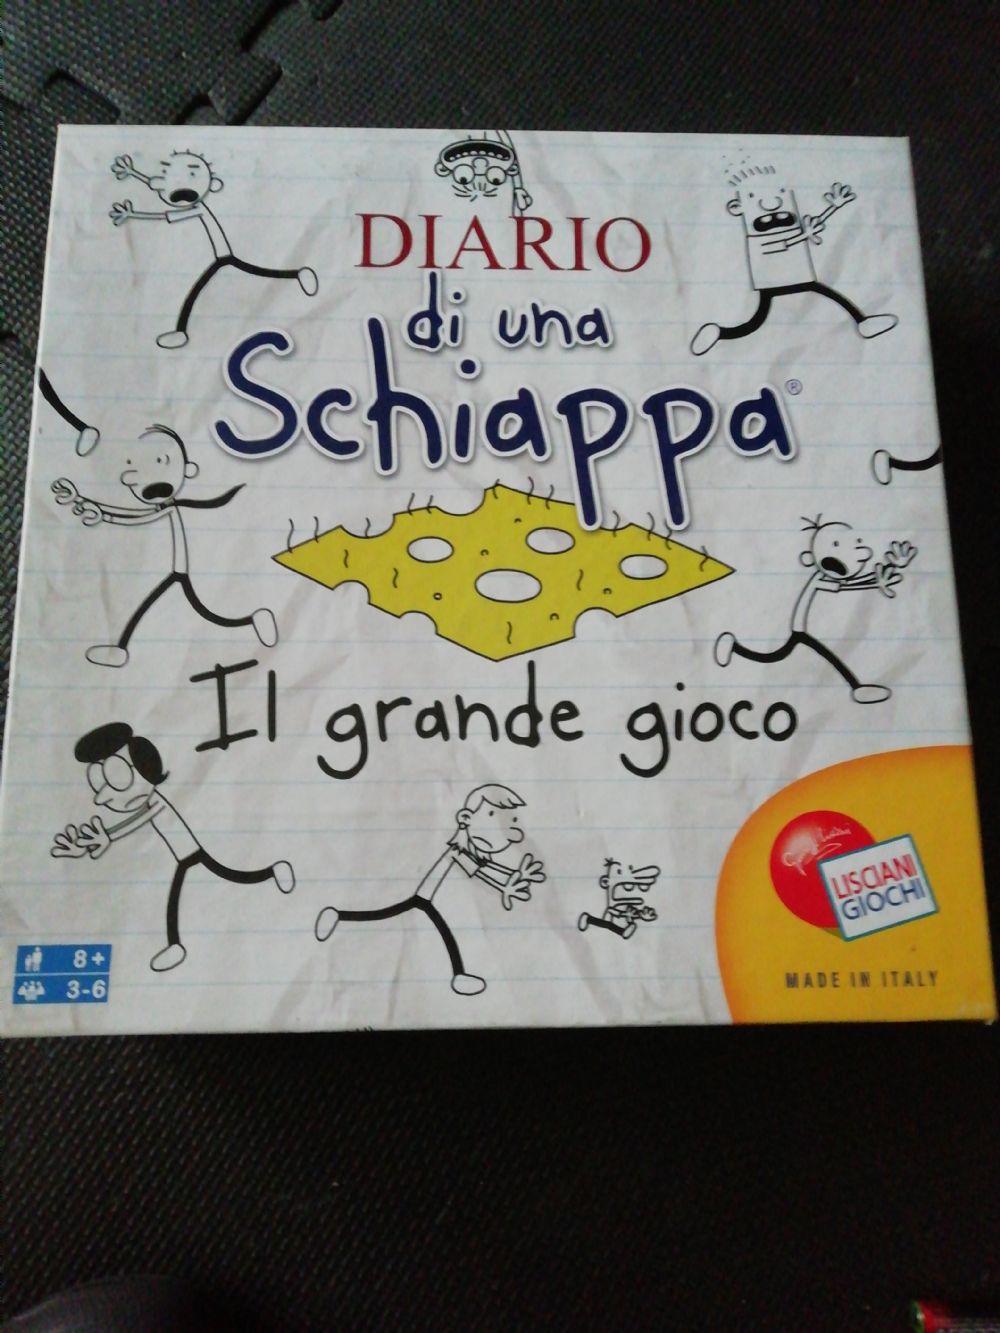 DIARIO
di una
Schiappa®
Il grande gioco
8+
3-6
LISCIANI
GIOCHI
MADE IN ITALY